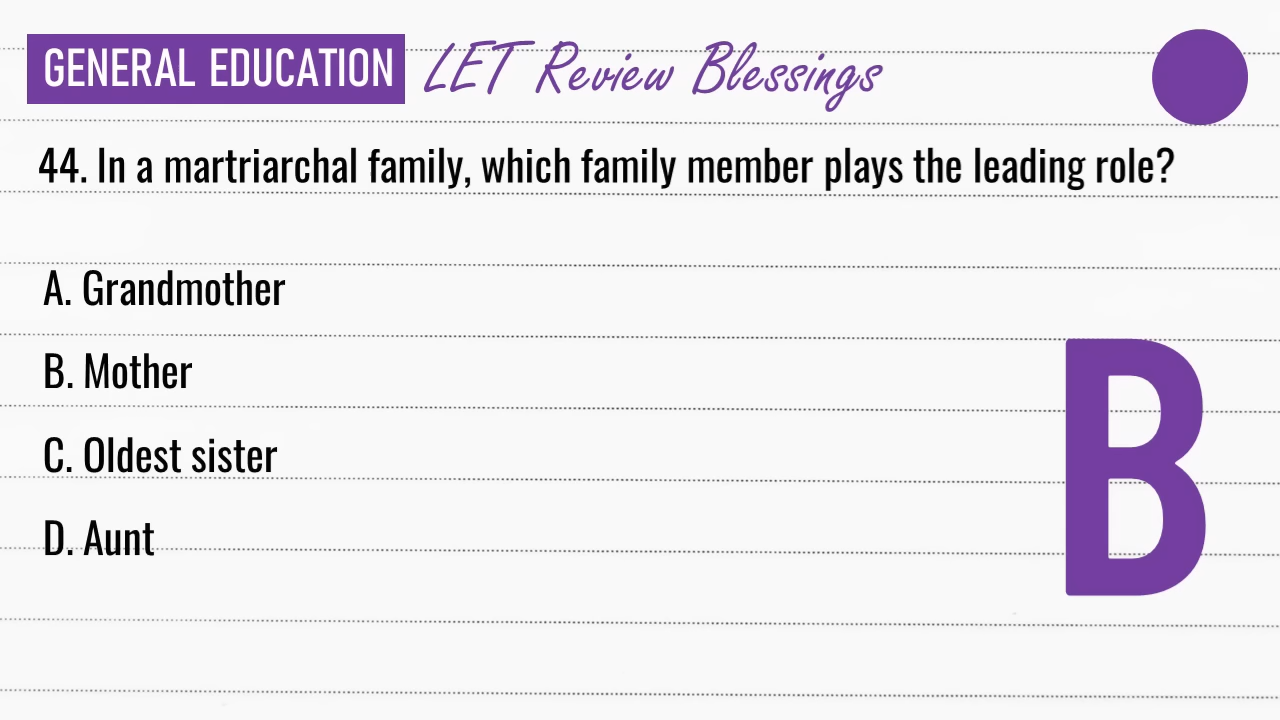 GENERAL EDUCATION LET Review Blessings
44. In a martriarchal family, which family member plays the leading role?
A. Grandmother
B. Mother
C. Oldest sister
D. Aunt
B